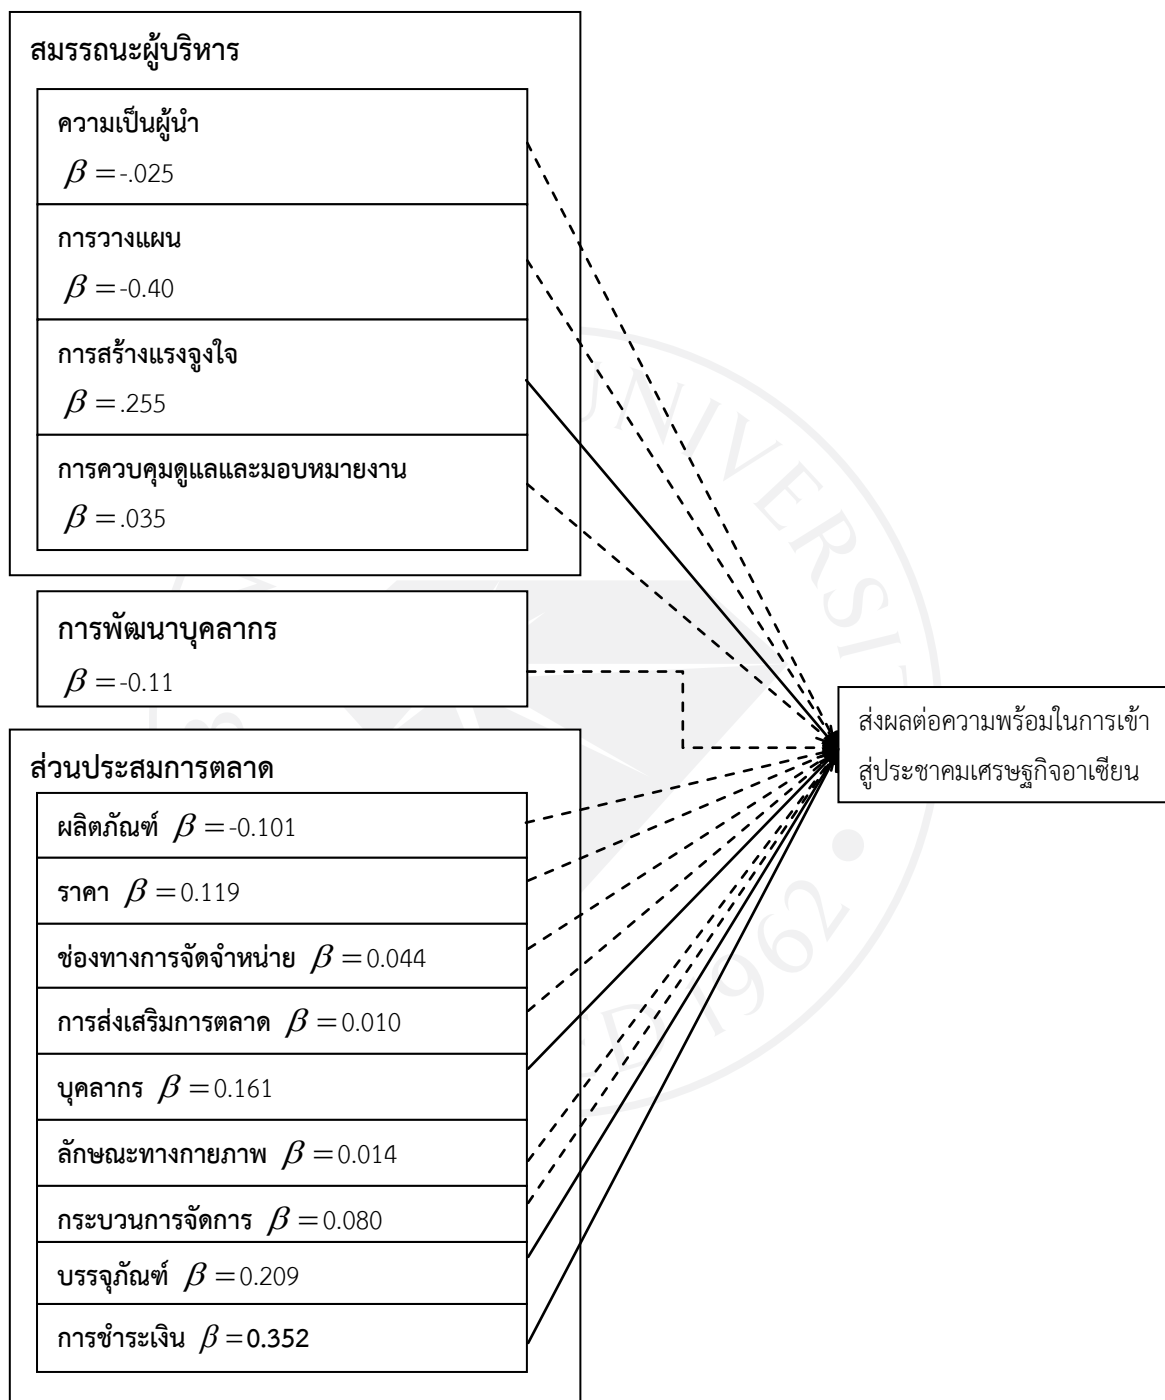 สมรรถนะผู้บริหาร
ความเป็นผู้นำ
β = -.025
การวางแผน
β = -0.40
การสร้างแรงจูงใจ
β = .255
การควบคุมดูแลและมอบหมายงาน
β = .035
การพัฒนาบุคลากร
β = -0.11
ส่วนประสมการตลาด
ผลิตภัณฑ์ β = -0.101
ราคา β = 0.119
ช่องทางการจัดจำหน่าย β = 0.044
การส่งเสริมการตลาด β = 0.010
บุคลากร β = 0.161
ลักษณะทางกายภาพ β = 0.014
กระบวนการจัดการ β = 0.080
บรรจุภัณฑ์ β = 0.209
การชำระเงิน β = 0.352
ส่งผลต่อความพร้อมในการเข้า
สู่ประชาคมเศรษฐกิจอาเซียน
1962